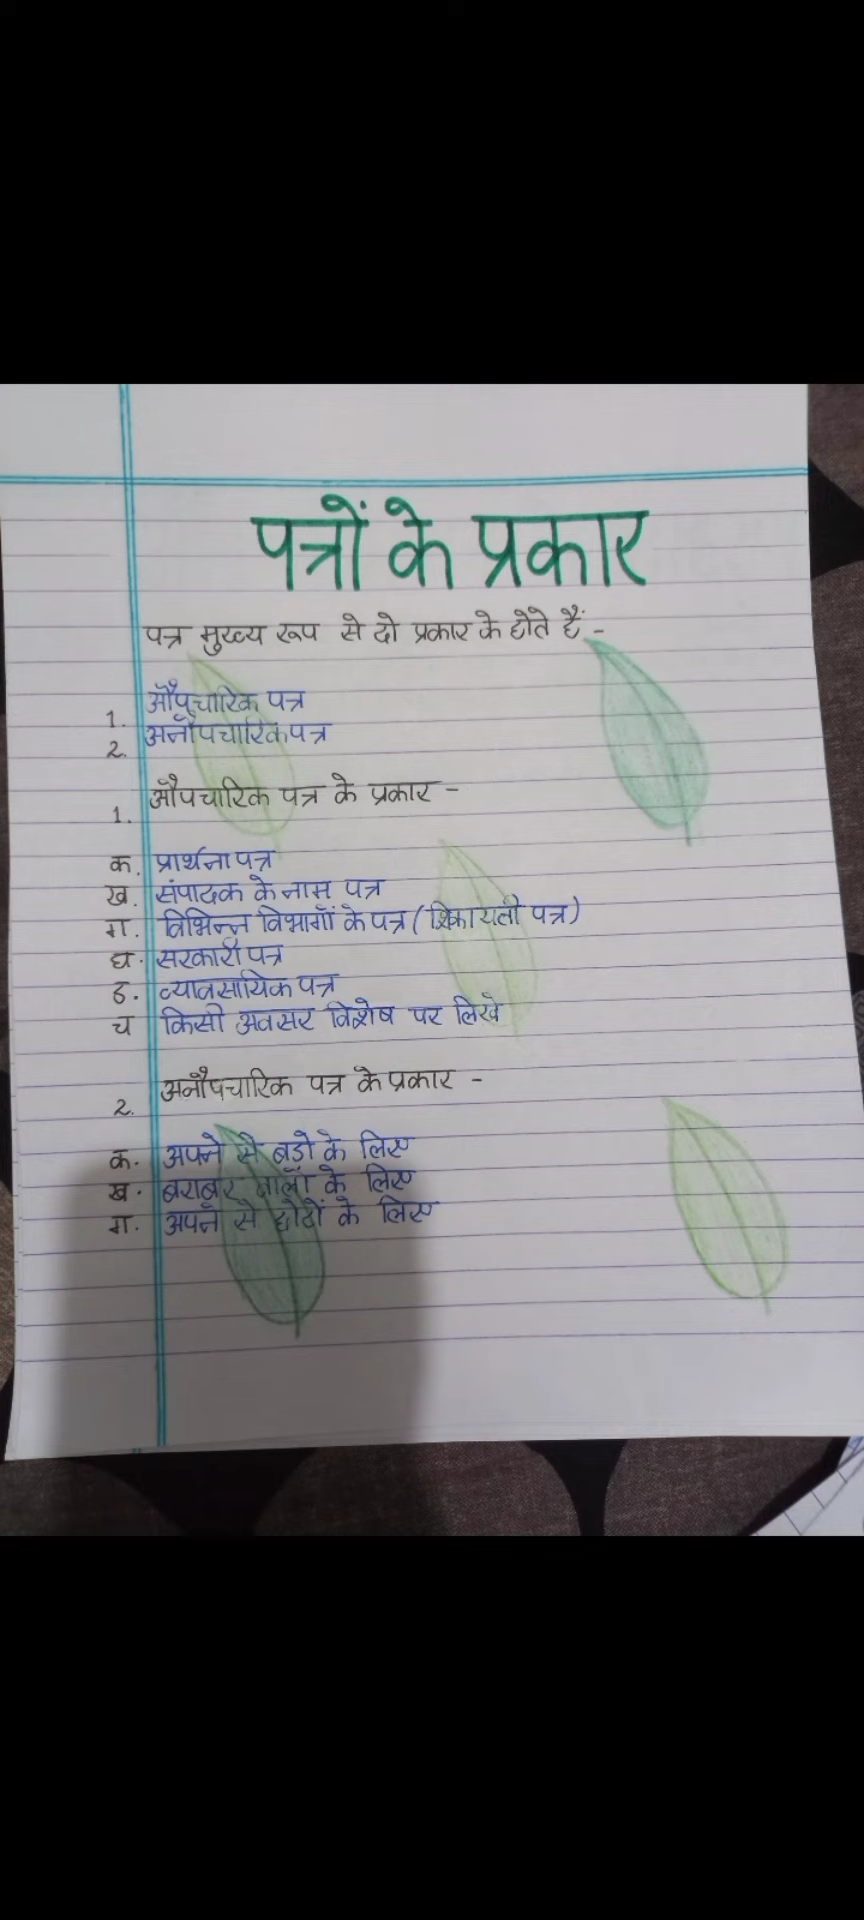 पत्रों के प्रकार
पत्र मुख्य रूप से दो प्रकार के होते हैं -
1. औपचारिक पत्र
2. अनौपचारिक पत्र
1. औपचारिक पत्र के प्रकार -
क. प्रार्थना पत्र
ख. संपादक के नाम पत्र
ग. विभिन्न विभागों के पत्र (शिकायती पत्र)
घ. सरकारी पत्र
ड. व्यावसायिक पत्र
च किसी अवसर विशेष पर लिखे
2. अनौपचारिक पत्र के प्रकार -
क. अपने से बड़ो के लिए
ख. बराबर वालों के लिए
ग. अपने से छोटों के लिए